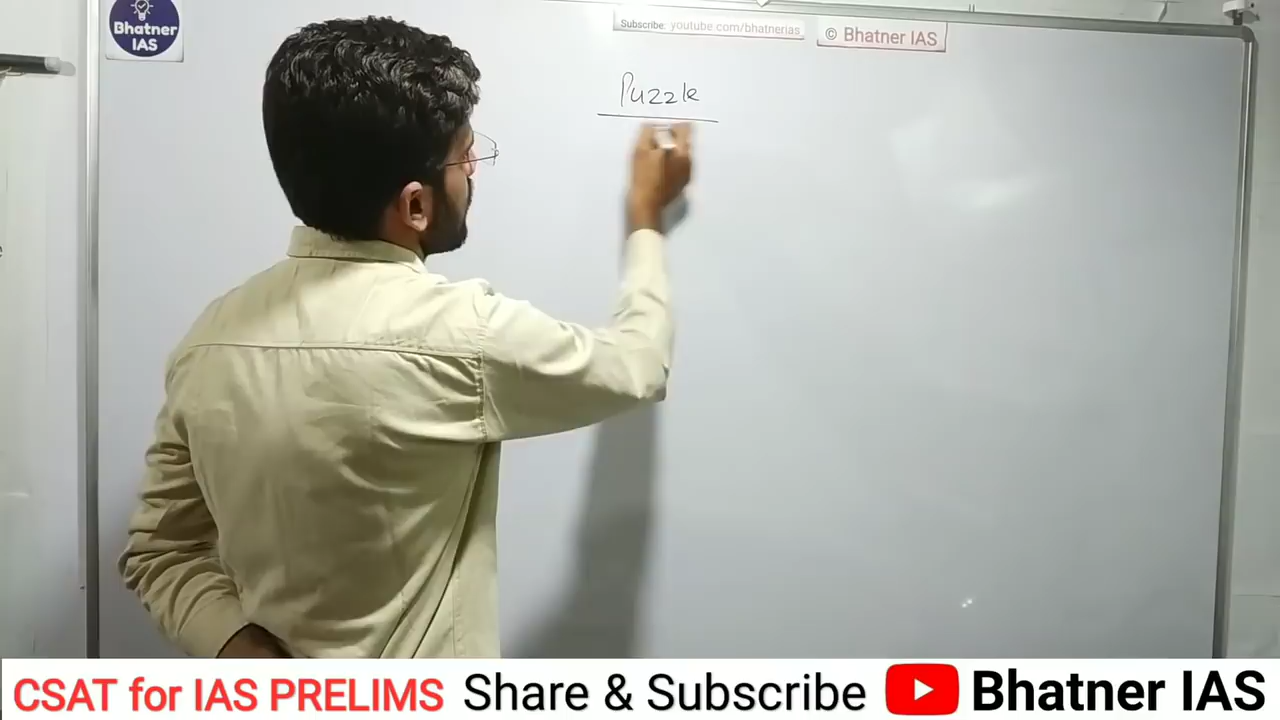 Bhatner
IAS
Subscribe: youtube.com/bhatnerias
© Bhatner IAS
Puzzle
CSAT for IAS PRELIMS Share & Subscribe Bhatner IAS